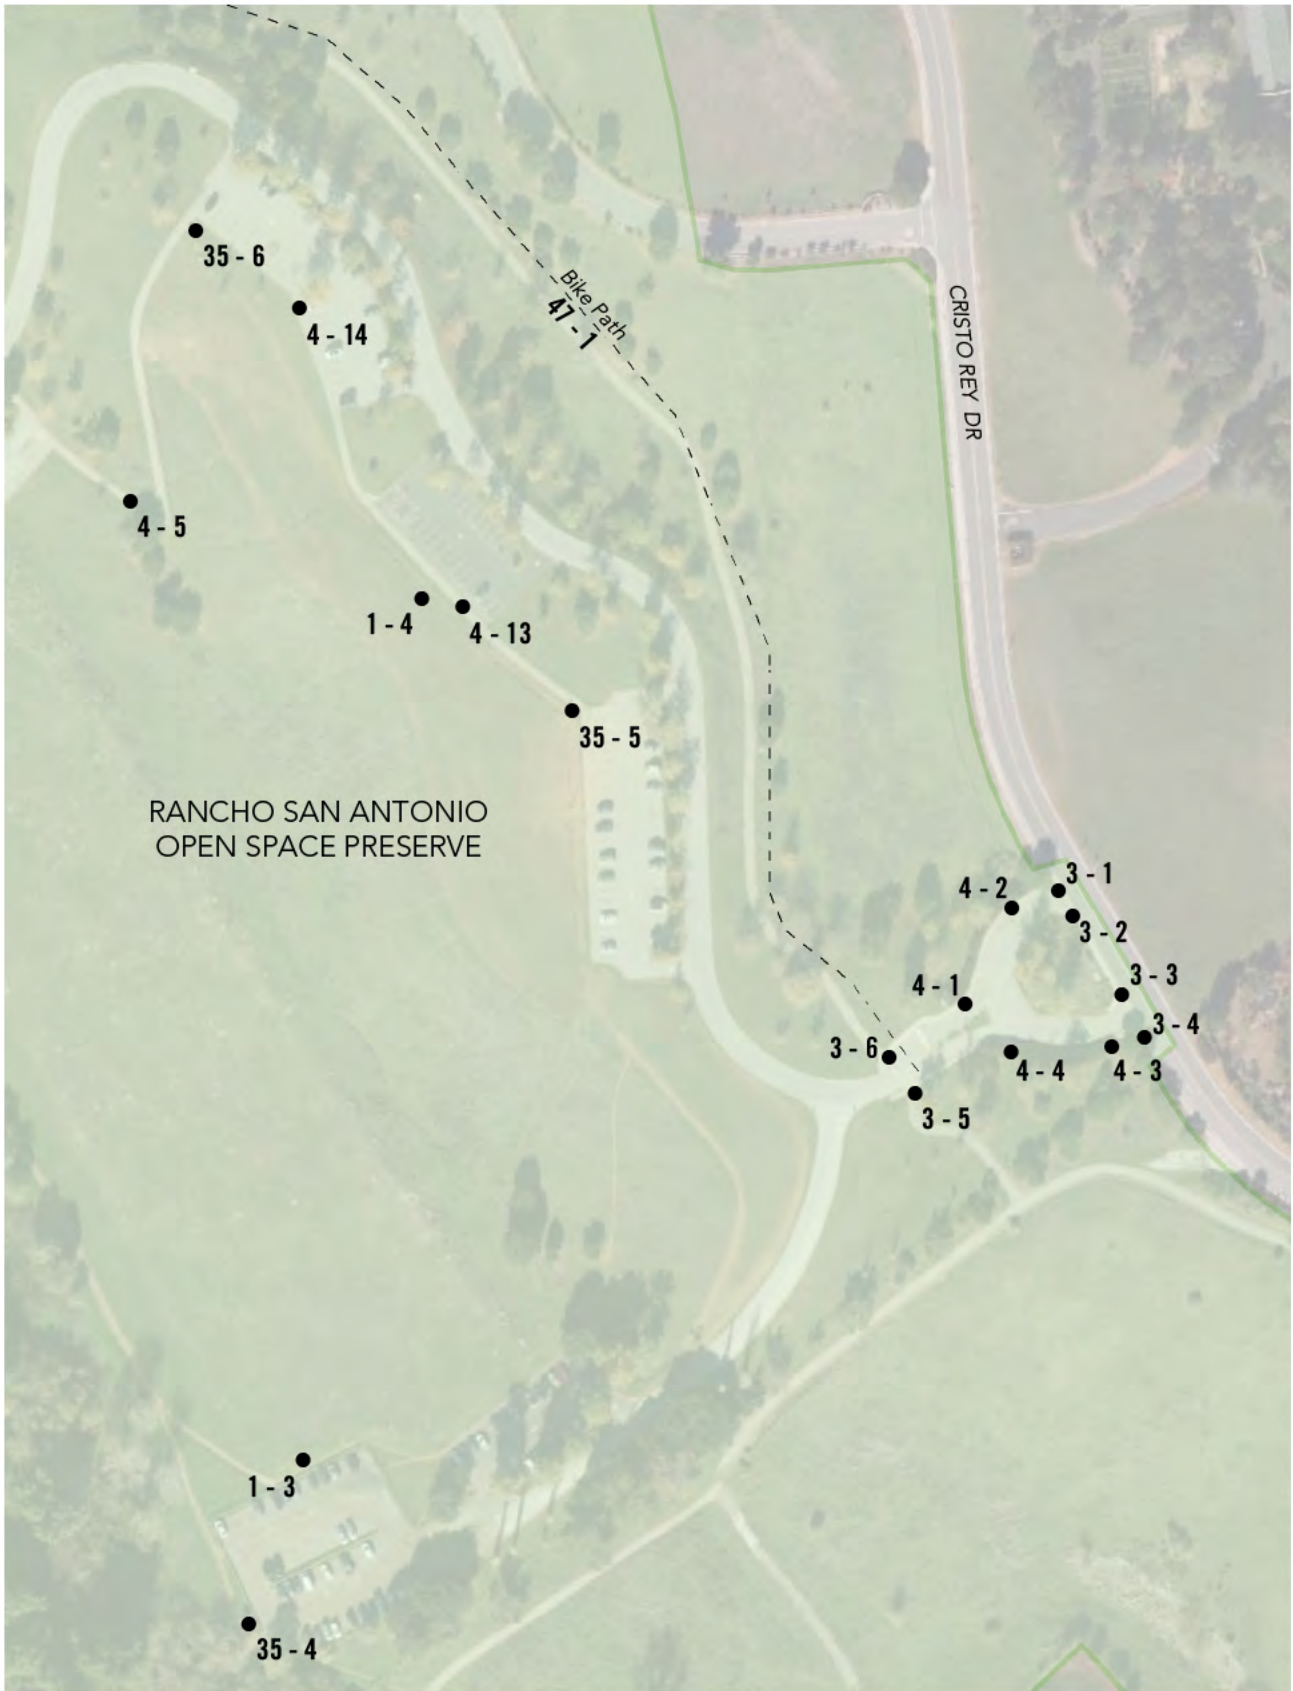 35 - 6
4 - 14
Bike Path
47 - 1
CRISTO REY DR
4 - 5
1 - 4
4 - 13
35 - 5
RANCHO SAN ANTONIO
OPEN SPACE PRESERVE
3 - 1
4 - 2
3 - 2
3 - 3
4 - 1
3 - 4
3 - 6
4 - 4
4 - 3
3 - 5
1 - 3
35 - 4